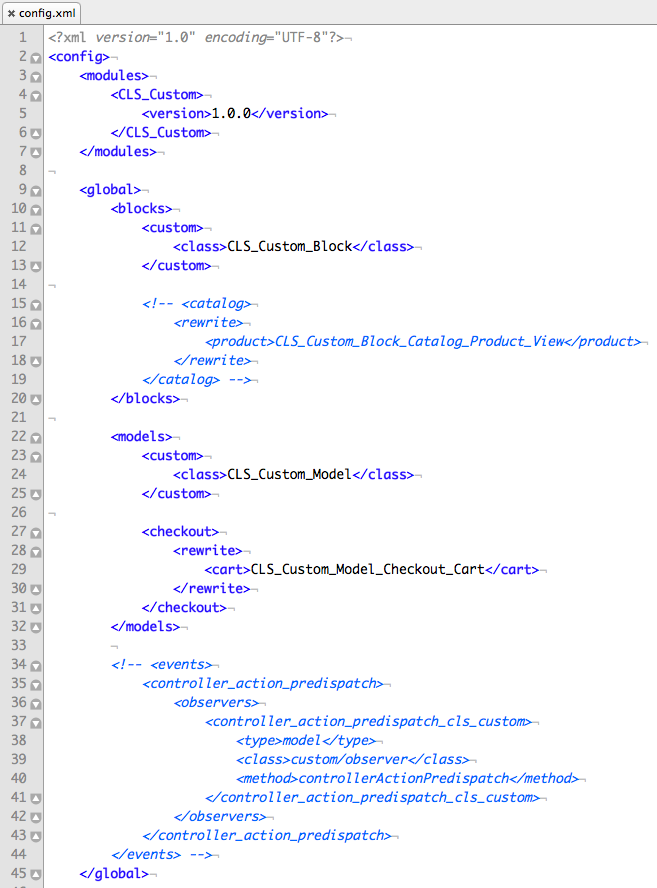 config.xml
1 <?xml version="1.0" encoding="UTF-8"?>
2 <config>
3 <modules>
4 <CLS_Custom>
5 <version>1.0.0</version>
6 </CLS_Custom>
7 </modules>
8
9 <global>
10 <blocks>
11 <custom>
12 <class>CLS_Custom_Block</class>
13 </custom>
14
15 <!-- <catalog>
16 <rewrite>
17 <product>CLS_Custom_Block_Catalog_Product_View</product>
18 </rewrite>
19 </catalog> -->
20 </blocks>
21
22 <models>
23 <custom>
24 <class>CLS_Custom_Model</class>
25 </custom>
26
27 <checkout>
28 <rewrite>
29 <cart>CLS_Custom_Model_Checkout_Cart</cart>
30 </rewrite>
31 </checkout>
32 </models>
33
34 <!-- <events>
35 <controller_action_predispatch>
36 <observers>
37 <controller_action_predispatch_cls_custom>
38 <type>model</type>
39 <class>custom/observer</class>
40 <method>controllerActionPredispatch</method>
41 </controller_action_predispatch_cls_custom>
42 </observers>
43 </controller_action_predispatch>
44 </events> -->
45 </global>